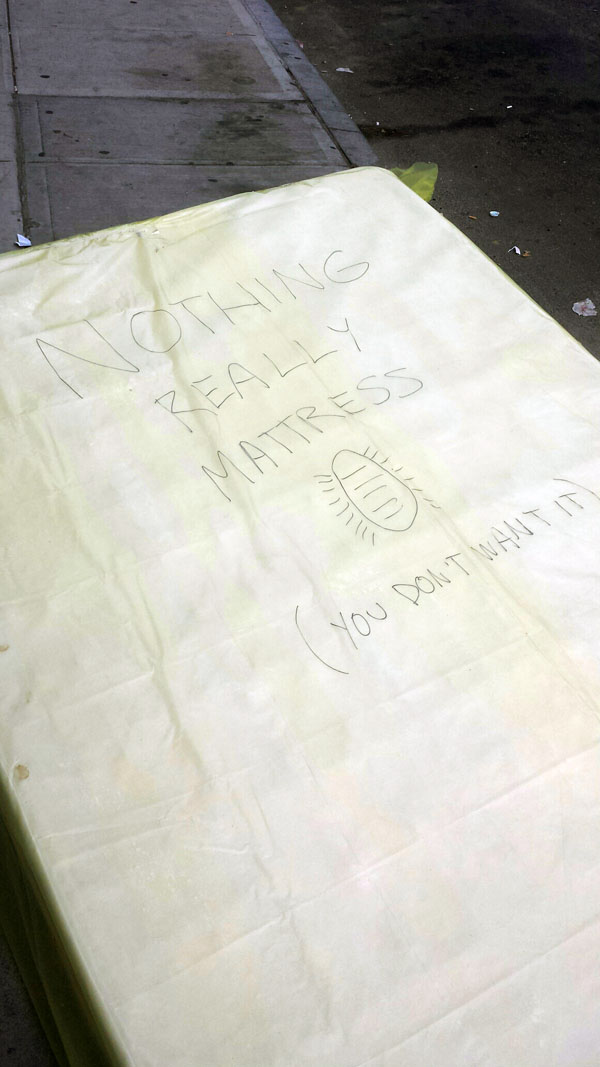 NOTHING
REALLY
MATTRESS
(YOU DON'T WANT IT)